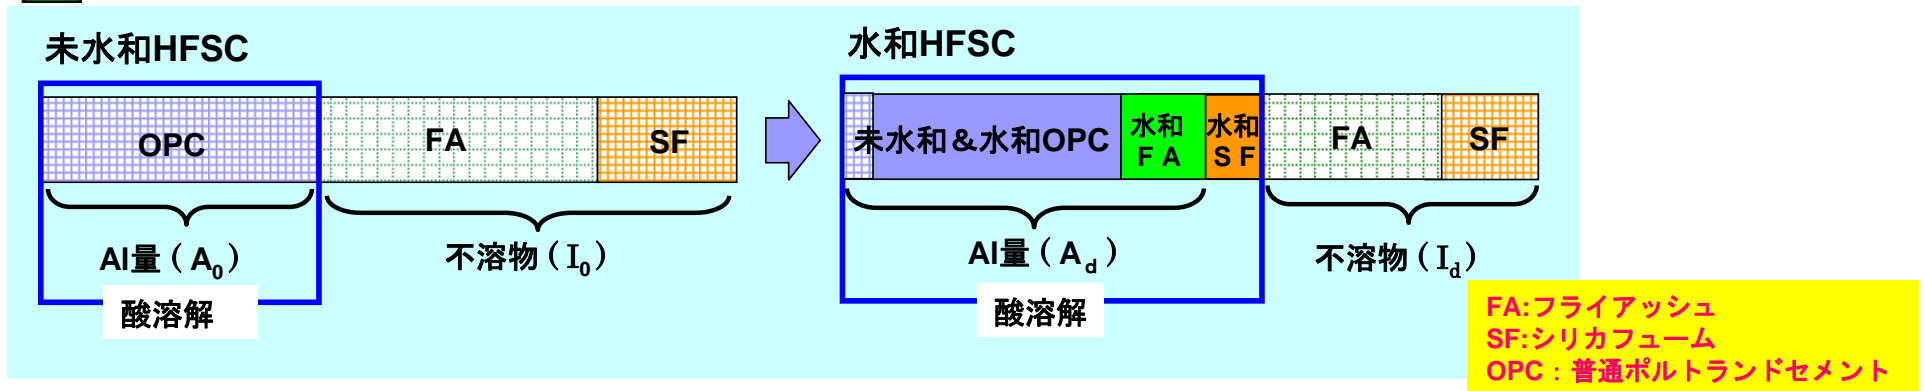 未水和HFSC
水和HFSC
OPC
FA
SF
未水和&水和OPC
水和
FA
水和
SF
FA
SF
Al量(A0)
不溶物(I0)
Al量(Ad)
不溶物(Id)
酸溶解
酸溶解
FA:フライアッシュ
SF:シリカフューム
OPC:普通ポルトランドセメント